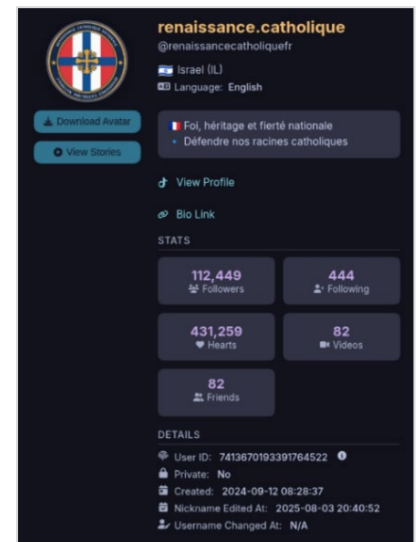 renaissance.catholique
@renaissancecatholiquefr
Israel (IL)
Language: English
Download Avatar
View Stories
Foi, héritage et fierté nationale
Défendre nos racines catholiques
View Profile
Bio Link
STATS
112,449
Followers
444
Following
431,259
Hearts
82
Videos
82
Friends
DETAILS
User ID: 7413670193391764522
Private: No
Created: 2024-09-12 08:28:37
Nickname Edited At: 2025-08-03 20:40:52
Username Changed At: N/A